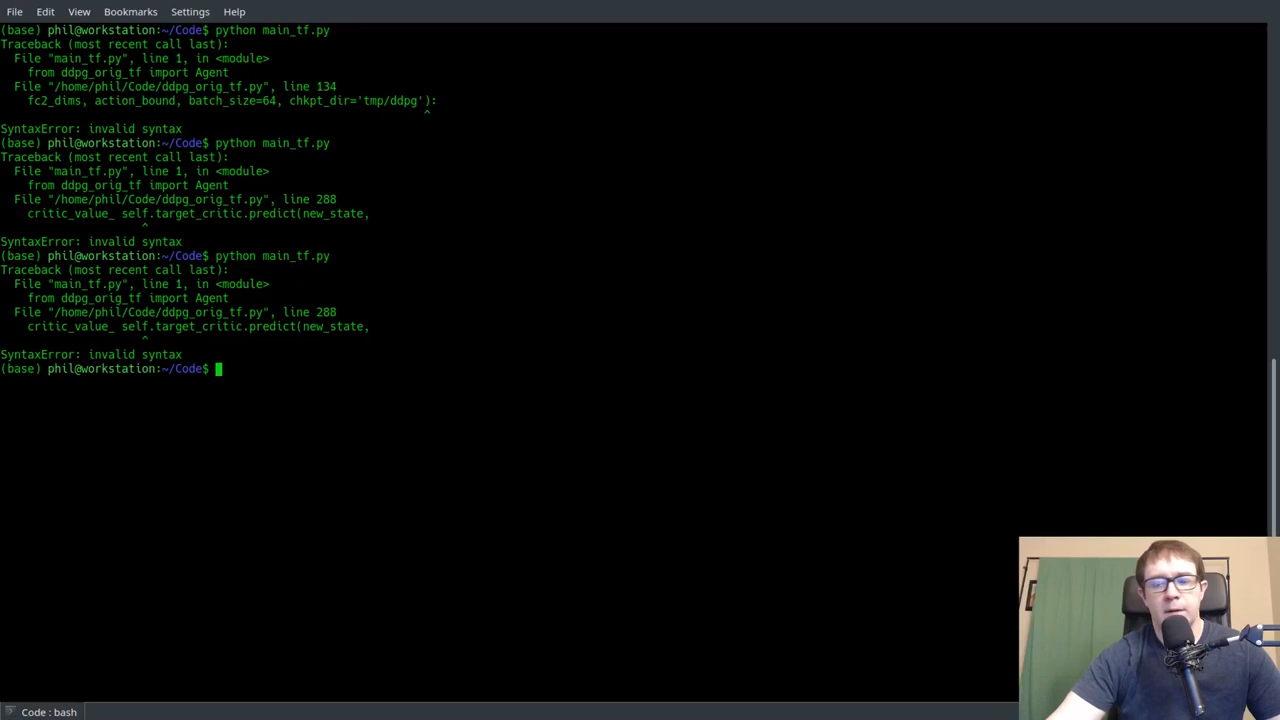 File Edit View Bookmarks Settings Help
(base) phil@workstation:~/Code$ python main_tf.py
Traceback (most recent call last):
  File "main_tf.py", line 1, in <module>
    from ddpg_orig_tf import Agent
  File "/home/phil/Code/ddpg_orig_tf.py", line 134
    fc2_dims, action_bound, batch_size=64, chkpt_dir='tmp/ddpg'):
                                                                ^
SyntaxError: invalid syntax
(base) phil@workstation:~/Code$ python main_tf.py
Traceback (most recent call last):
  File "main_tf.py", line 1, in <module>
    from ddpg_orig_tf import Agent
  File "/home/phil/Code/ddpg_orig_tf.py", line 288
    critic_value_ self.target_critic.predict(new_state,
                     ^
SyntaxError: invalid syntax
(base) phil@workstation:~/Code$ python main_tf.py
Traceback (most recent call last):
  File "main_tf.py", line 1, in <module>
    from ddpg_orig_tf import Agent
  File "/home/phil/Code/ddpg_orig_tf.py", line 288
    critic_value_ self.target_critic.predict(new_state,
                     ^
SyntaxError: invalid syntax
(base) phil@workstation:~/Code$
Code : bash